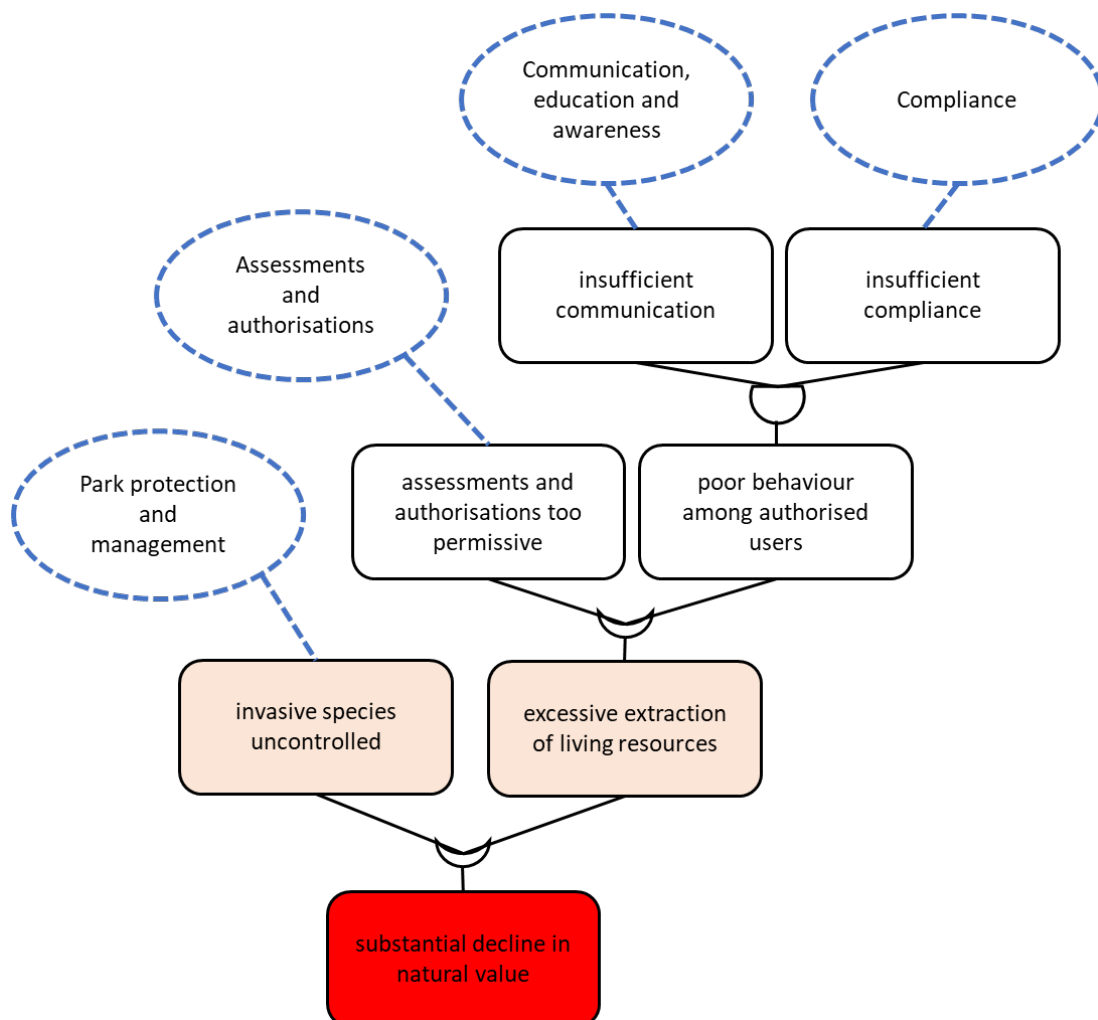 Communication,
education and
awareness
Compliance
Assessments
and
authorisations
insufficient
communication
insufficient
compliance
Park protection
and
management
assessments and
authorisations too
permissive
poor behaviour
among authorised
users
invasive species
uncontrolled
excessive extraction
of living resources
substantial decline in
natural value